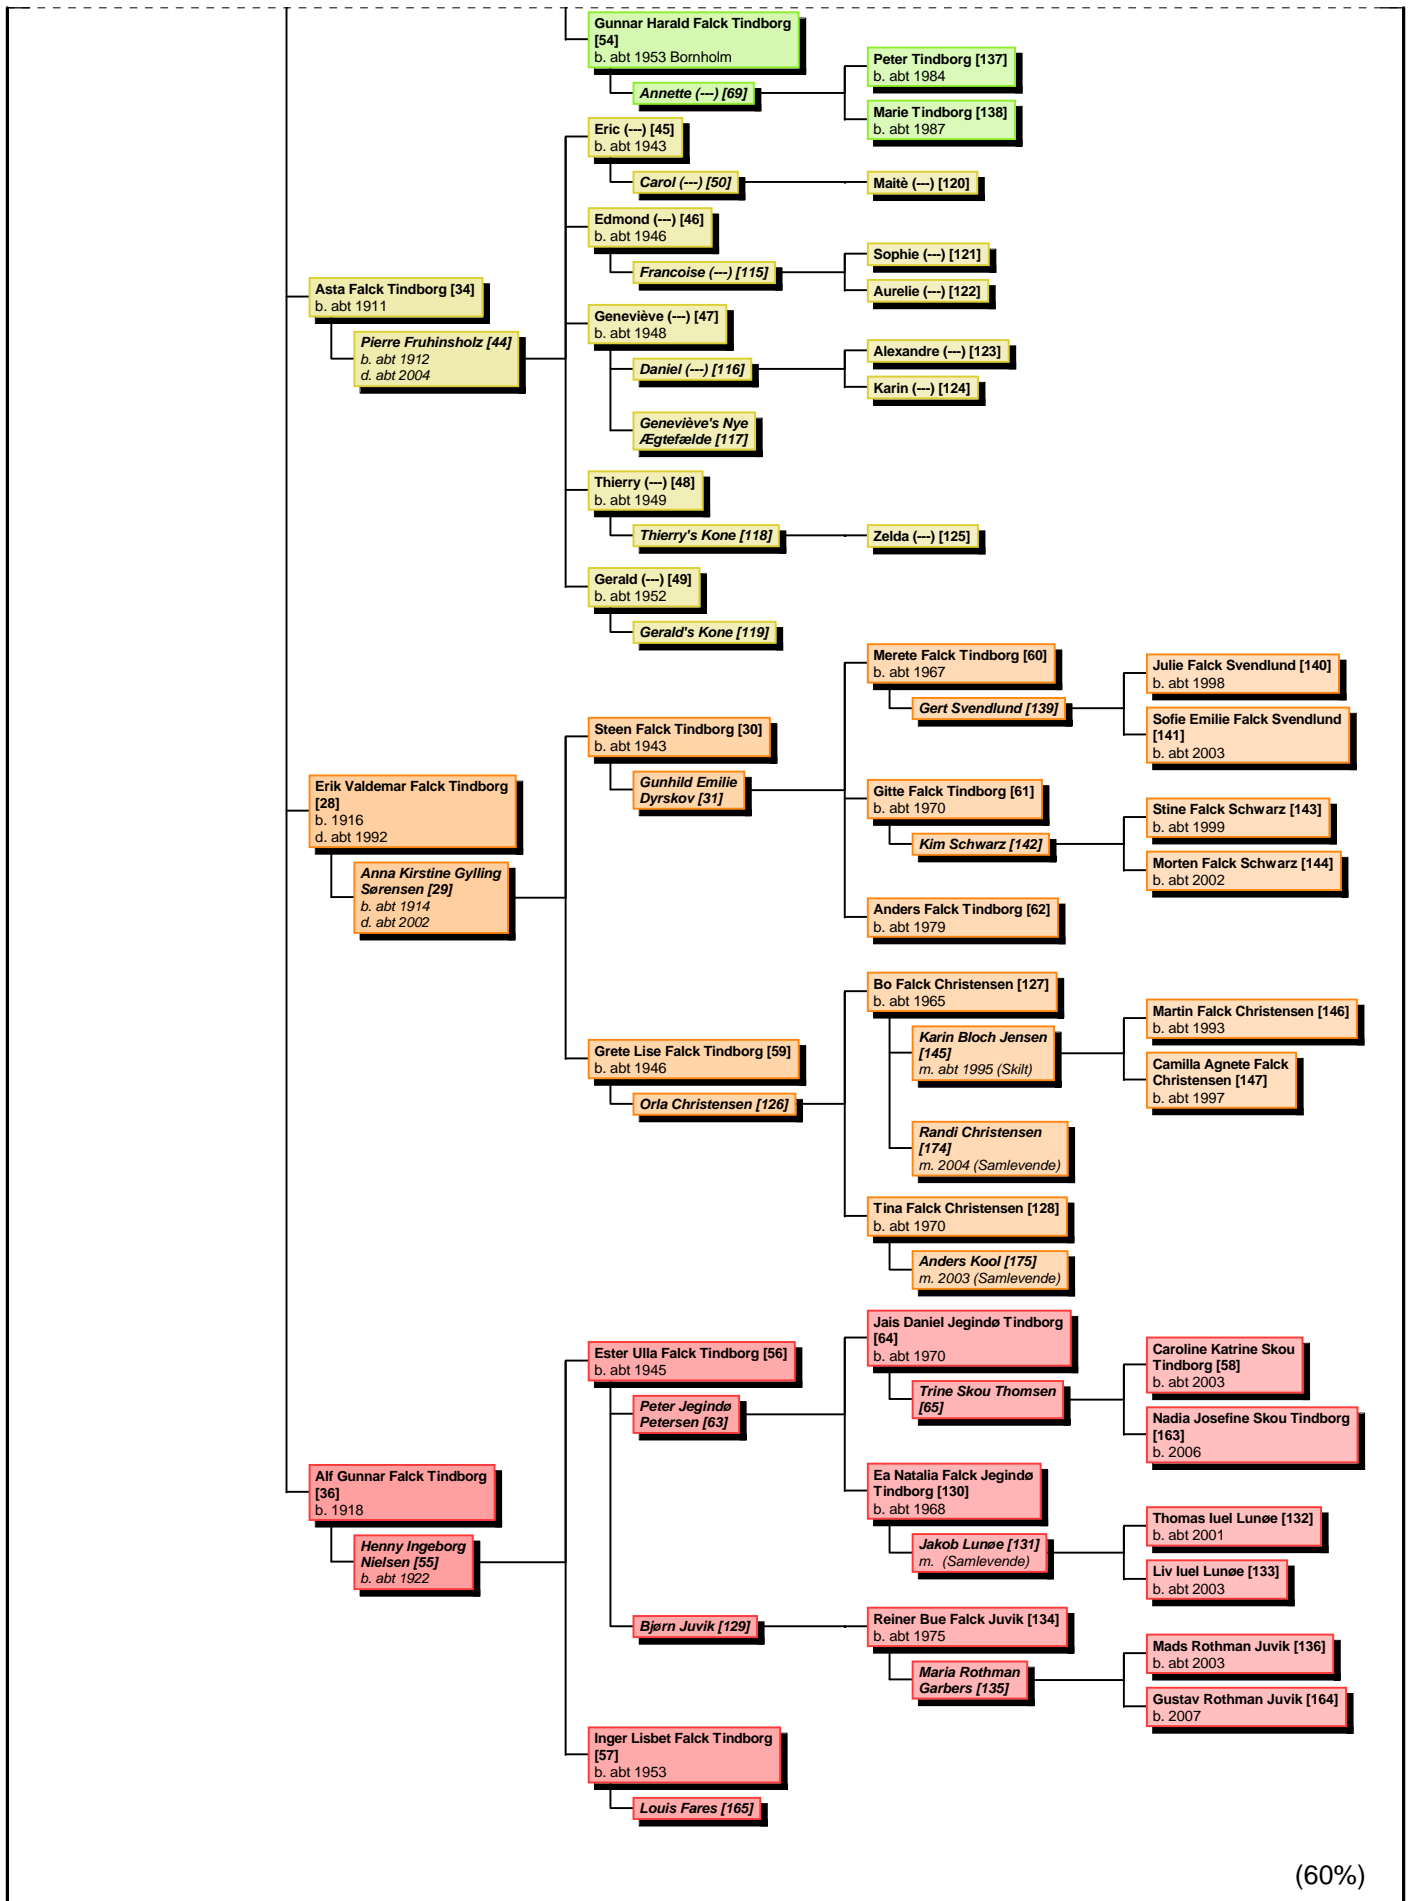 Gunnar Harald Falck Tindborg
[54]
b. abt 1953 Bornholm
Annette (---) [69]
Peter Tindborg [137]
b. abt 1984
Marie Tindborg [138]
b. abt 1987
Asta Falck Tindborg [34]
b. abt 1911
Pierre Fruhinsholz [44]
b. abt 1912
d. abt 2004
Eric (---) [45]
b. abt 1943
Carol (---) [50]
Maitè (---) [120]
Edmond (---) [46]
b. abt 1946
Francoise (---) [115]
Sophie (---) [121]
Aurelie (---) [122]
Geneviève (---) [47]
b. abt 1948
Daniel (---) [116]
Alexandre (---) [123]
Karin (---) [124]
Geneviève's Nye
Ægtefælde [117]
Thierry (---) [48]
b. abt 1949
Thierry's Kone [118]
Zelda (---) [125]
Gerald (---) [49]
b. abt 1952
Gerald's Kone [119]
Erik Valdemar Falck Tindborg
[28]
b. 1916
d. abt 1992
Anna Kirstine Gylling
Sørensen [29]
b. abt 1914
d. abt 2002
Steen Falck Tindborg [30]
b. abt 1943
Gunhild Emilie
Dyrskov [31]
Merete Falck Tindborg [60]
b. abt 1967
Gert Svendlund [139]
Julie Falck Svendlund [140]
b. abt 1998
Sofie Emilie Falck Svendlund
[141]
b. abt 2003
Gitte Falck Tindborg [61]
b. abt 1970
Kim Schwarz [142]
Stine Falck Schwarz [143]
b. abt 1999
Morten Falck Schwarz [144]
b. abt 2002
Anders Falck Tindborg [62]
b. abt 1979
Grete Lise Falck Tindborg [59]
b. abt 1946
Orla Christensen [126]
Bo Falck Christensen [127]
b. abt 1965
Karin Bloch Jensen
[145]
m. abt 1995 (Skilt)
Martin Falck Christensen [146]
b. abt 1993
Camilla Agnete Falck
Christensen [147]
b. abt 1997
Randi Christensen
[174]
m. 2004 (Samlevende)
Tina Falck Christensen [128]
b. abt 1970
Anders Kool [175]
m. 2003 (Samlevende)
Alf Gunnar Falck Tindborg
[36]
b. 1918
Henny Ingeborg
Nielsen [55]
b. abt 1922
Ester Ulla Falck Tindborg [56]
b. abt 1945
Peter Jegindø
Petersen [63]
Jais Daniel Jegindø Tindborg
[64]
b. abt 1970
Trine Skou Thomsen
[65]
Caroline Katrine Skou
Tindborg [58]
b. abt 2003
Nadia Josefine Skou Tindborg
[163]
b. 2006
Ea Natalia Falck Jegindø
Tindborg [130]
b. abt 1968
Jakob Lunøe [131]
m.  (Samlevende)
Thomas Iuel Lunøe [132]
b. abt 2001
Liv Iuel Lunøe [133]
b. abt 2003
Bjørn Juvik [129]
Reiner Bue Falck Juvik [134]
b. abt 1975
Maria Rothman
Garbers [135]
Mads Rothman Juvik [136]
b. abt 2003
Gustav Rothman Juvik [164]
b. 2007
Inger Lisbet Falck Tindborg
[57]
b. abt 1953
Louis Fares [165]
(60%)